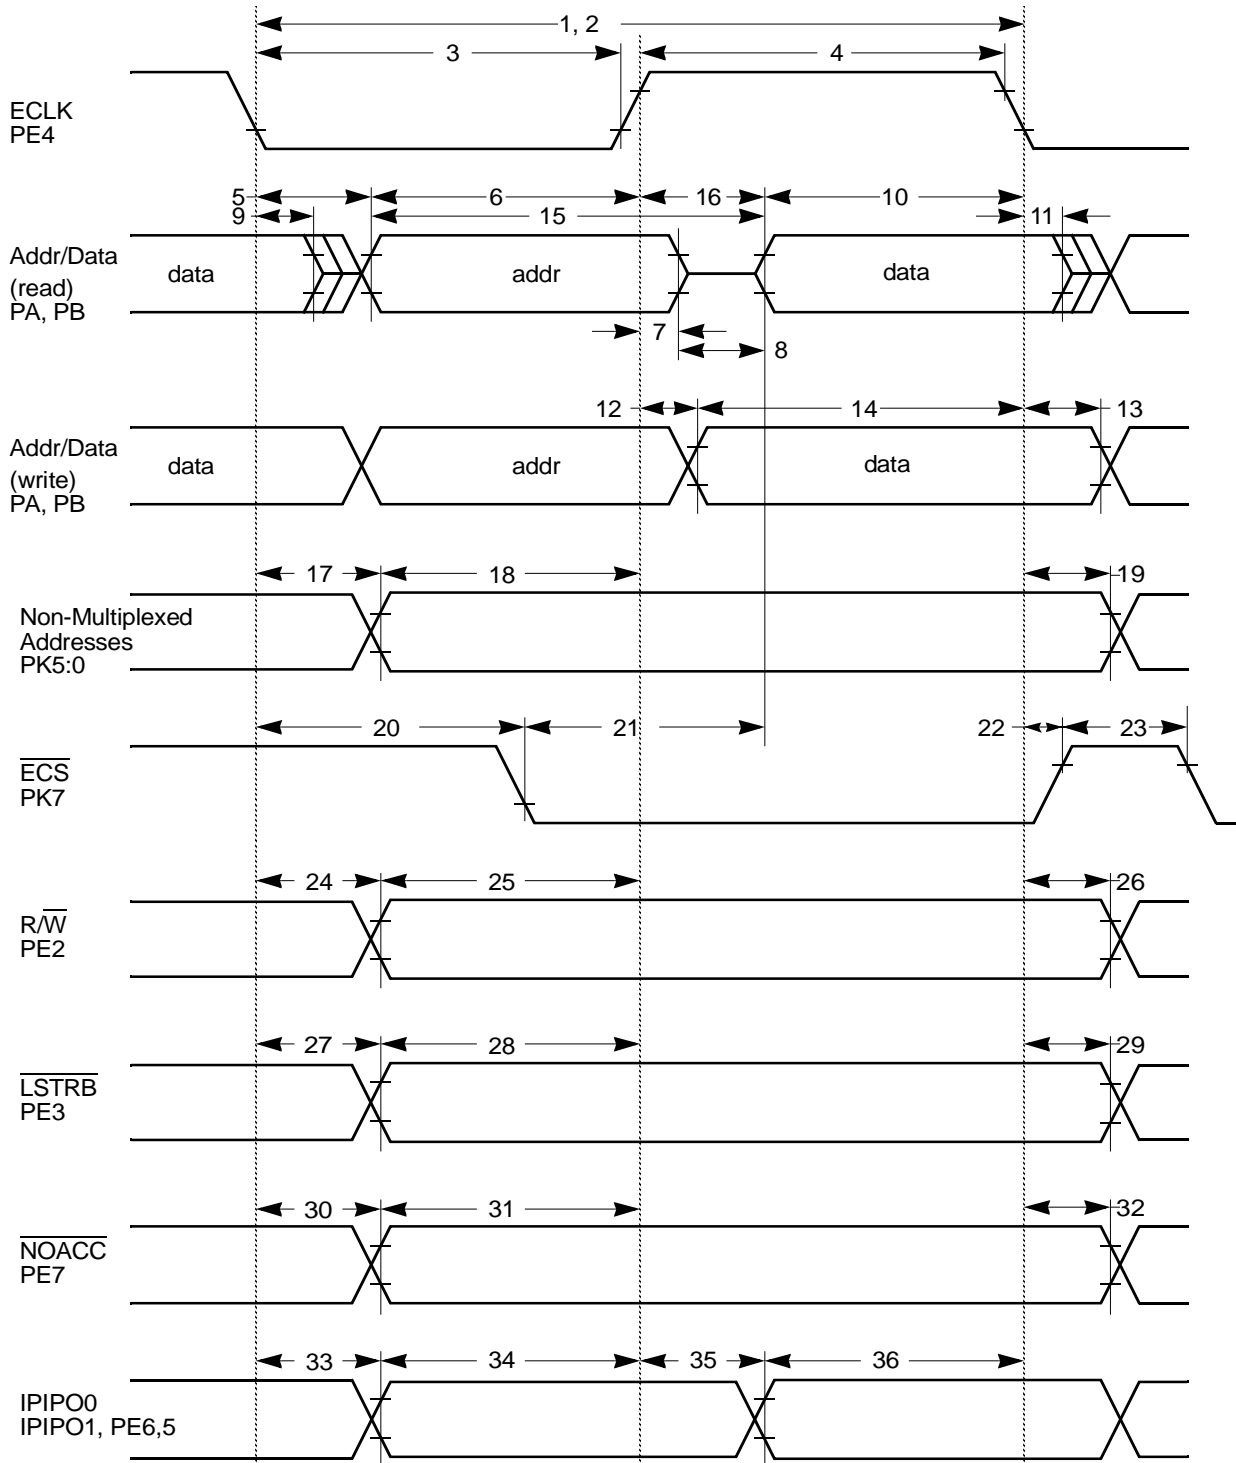 1, 2
3
4
ECLK
PE4
5
6
16
10
9
15
11
Addr/Data
(read)
PA, PB
data
addr
data
7
8
12
14
13
Addr/Data
(write)
PA, PB
data
addr
data
17
18
19
Non-Multiplexed
Addresses
PK5:0
20
21
22
23
ECS
PK7
24
25
26
R/W
PE2
27
28
29
LSTRB
PE3
30
31
32
NOACC
PE7
33
34
35
36
IPIPO0
IPIPO1, PE6,5